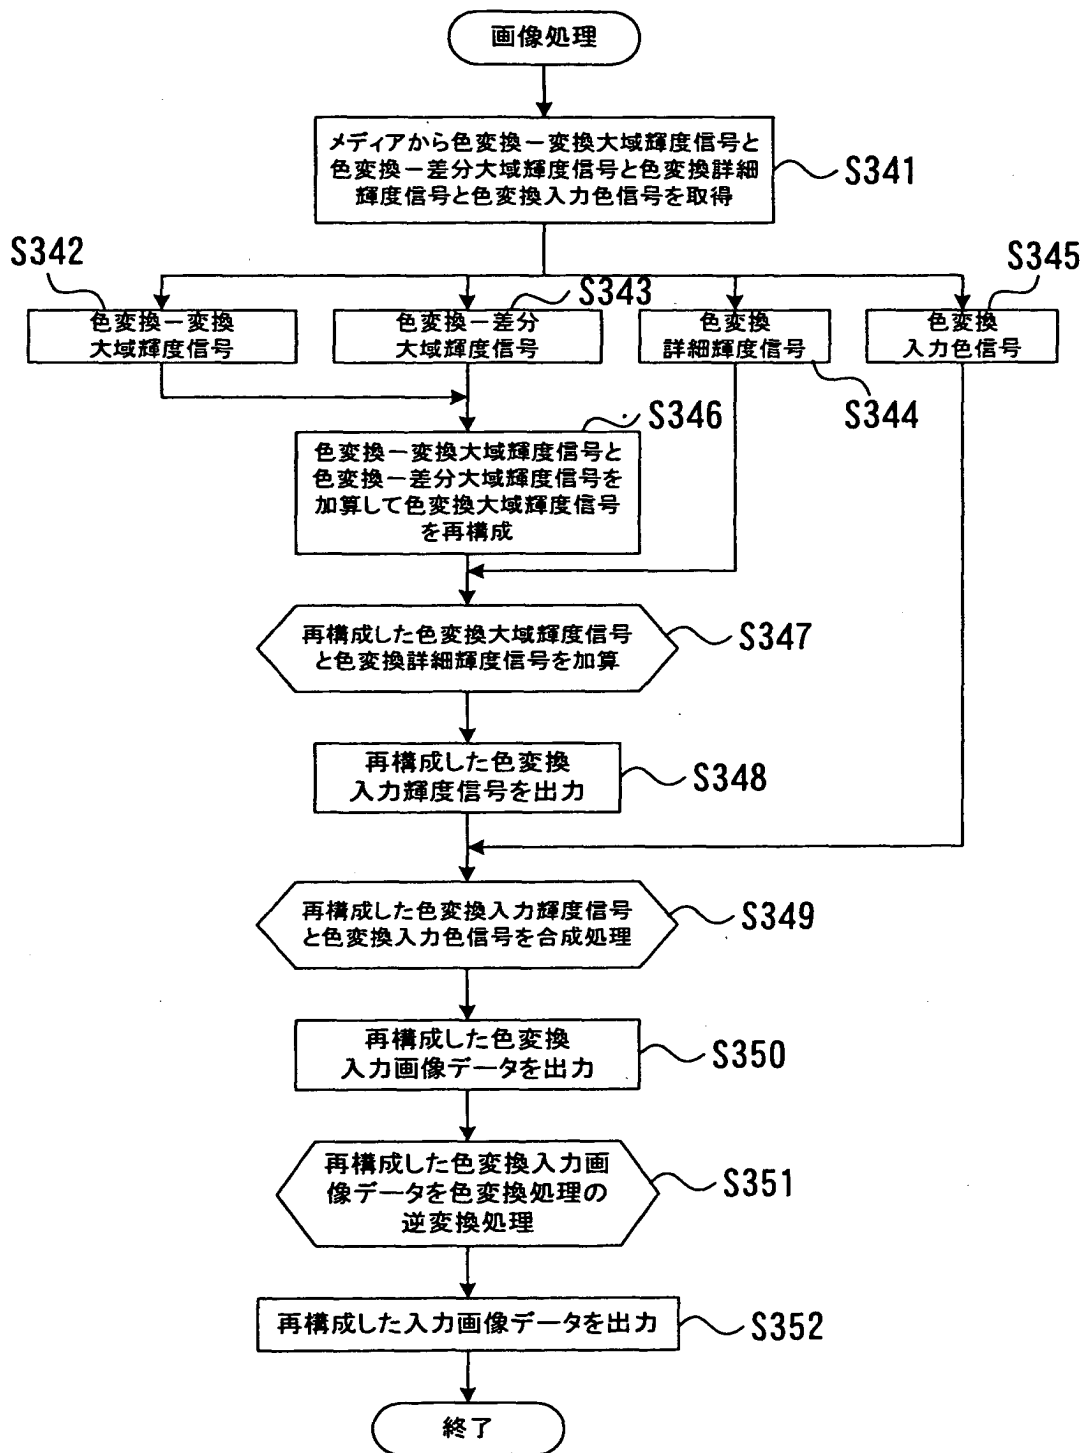 画像処理
メディアから色変換－変換大域輝度信号と
色変換－差分大域輝度信号と色変換詳細
輝度信号と色変換入力色信号を取得
S341
S342
S343
S345
色変換－変換
大域輝度信号
色変換－差分
大域輝度信号
色変換
詳細輝度信号
色変換
入力色信号
S344
S346
色変換－変換大域輝度信号と
色変換－差分大域輝度信号を
加算して色変換大域輝度信号
を再構成
再構成した色変換大域輝度信号
と色変換詳細輝度信号を加算
S347
再構成した色変換
入力輝度信号を出力
S348
再構成した色変換入力輝度信号
と色変換入力色信号を合成処理
S349
再構成した色変換
入力画像データを出力
S350
再構成した色変換入力画
像データを色変換処理の
逆変換処理
S351
再構成した入力画像データを出力
S352
終了